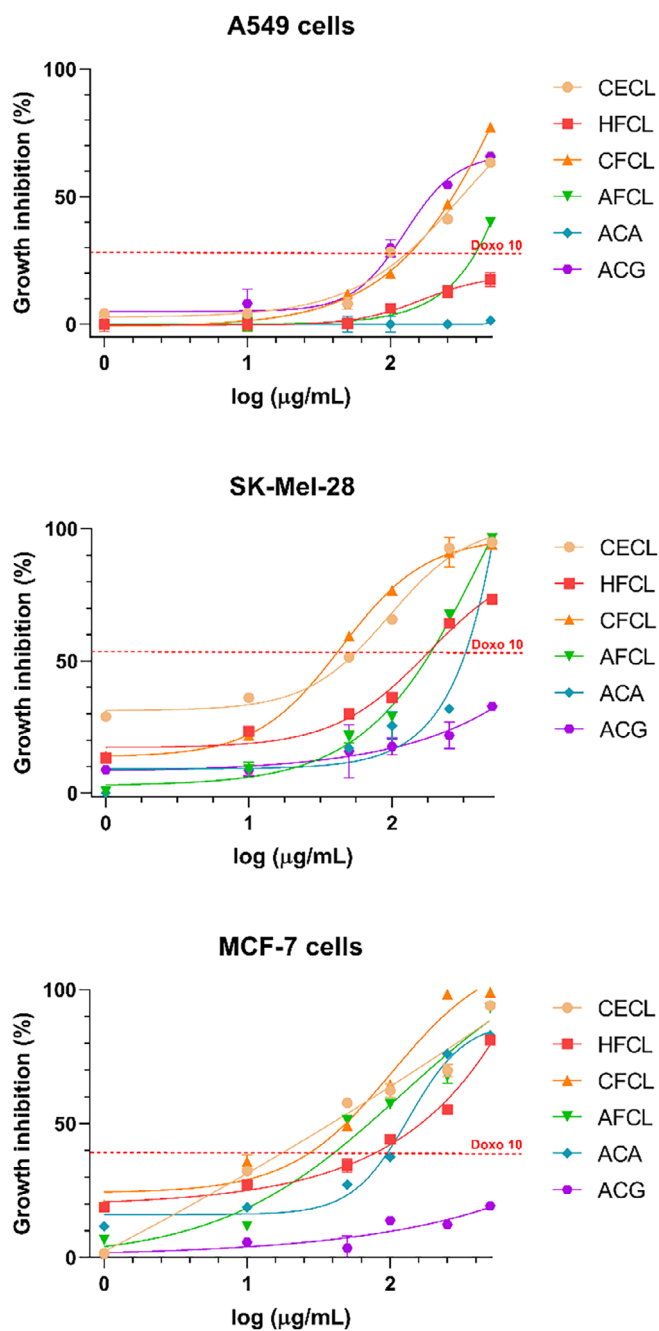 A549 cells
Growth inhibition (%)
100
50
0
Doxo 10
0
1
2
log (μg/mL)
CECL
HFCL
CFCL
AFCL
ACA
ACG
SK-Mel-28
Growth inhibition (%)
100
50
0
Doxo 10
0
1
2
log (μg/mL)
CECL
HFCL
CFCL
AFCL
ACA
ACG
MCF-7 cells
Growth inhibition (%)
100
50
0
Doxo 10
0
1
2
log (μg/mL)
CECL
HFCL
CFCL
AFCL
ACA
ACG